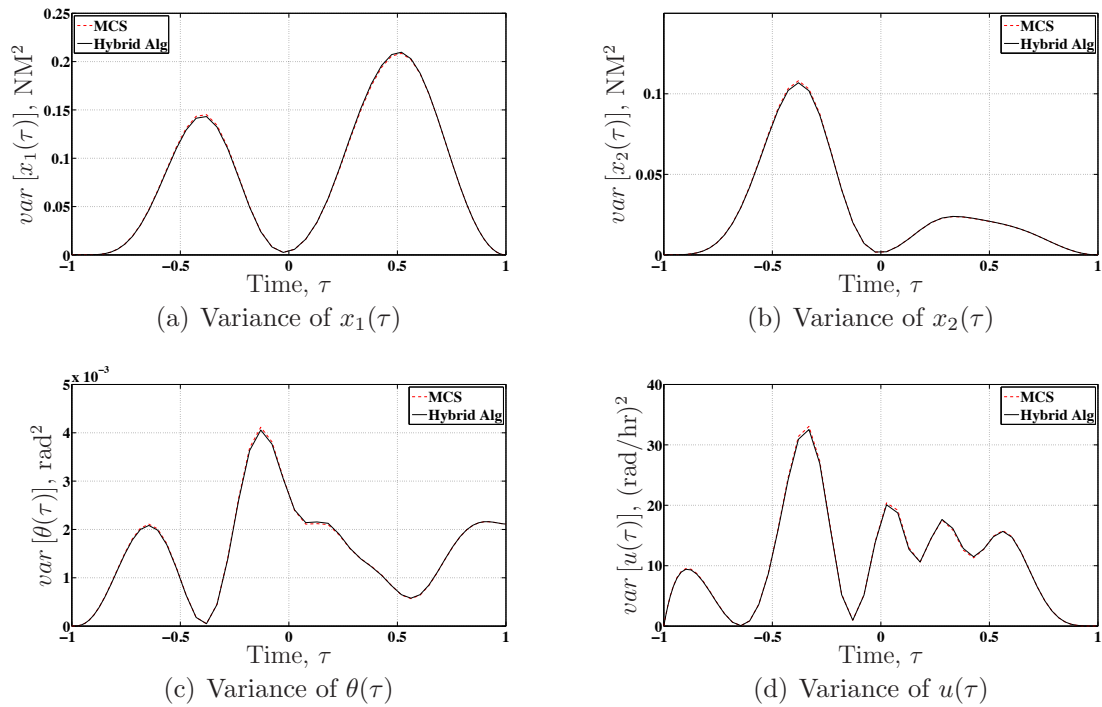 0.25
0.2
0.15
0.1
0.05
0
−1
−0.5
0
0.5
1
var [x₁(τ)], NM²
MCS
Hybrid Alg
Time, τ
(a) Variance of x₁(τ)
0.1
0.05
0
−1
−0.5
0
0.5
1
var [x₂(τ)], NM²
MCS
Hybrid Alg
Time, τ
(b) Variance of x₂(τ)
x 10⁻³
5
4
3
2
1
0
−1
−0.5
0
0.5
1
var [θ(τ)], rad²
MCS
Hybrid Alg
Time, τ
(c) Variance of θ(τ)
40
30
20
10
0
−1
−0.5
0
0.5
1
var [u(τ)], (rad/hr)²
MCS
Hybrid Alg
Time, τ
(d) Variance of u(τ)